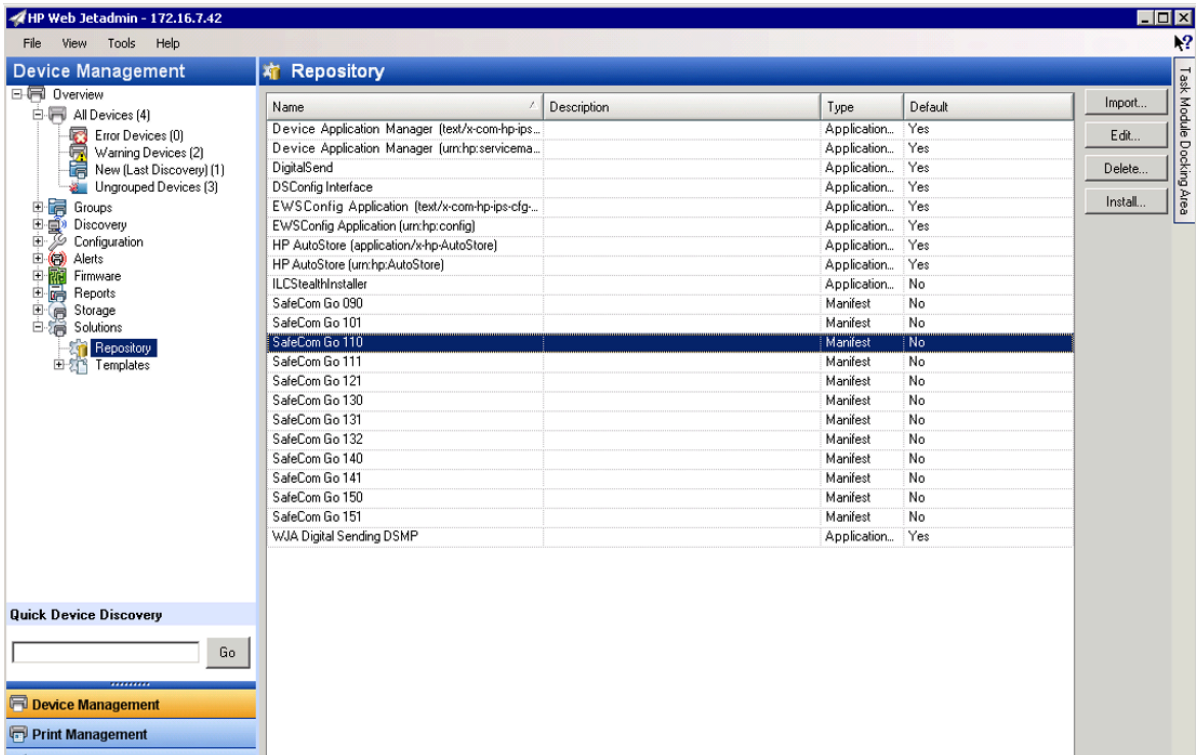 HP Web Jetadmin - 172.16.7.42
File View Tools Help
Device Management
Overview
All Devices (4)
Error Devices (0)
Warning Devices (2)
New (Last Discovery) (1)
Ungrouped Devices (3)
Groups
Discovery
Configuration
Alerts
Firmware
Reports
Storage
Solutions
Repository
Templates
Quick Device Discovery
Go
Device Management
Print Management
Repository
Name Description Type Default
Device Application Manager (text/x-com-hp-ips... Application... Yes
Device Application Manager (urn:hp:servicema... Application... Yes
DigitalSend Application... Yes
DSConfig Interface Application... Yes
EWSConfig Application (text/x-com-hp-ips-cfg-... Application... Yes
EWSConfig Application (urn:hp:config) Application... Yes
HP AutoStore (application/x-hp-AutoStore) Application... Yes
HP AutoStore (urn:hp:AutoStore) Application... Yes
ILCStealthInstaller Application... No
SafeCom Go 090 Manifest No
SafeCom Go 101 Manifest No
SafeCom Go 110 Manifest No
SafeCom Go 111 Manifest No
SafeCom Go 121 Manifest No
SafeCom Go 130 Manifest No
SafeCom Go 131 Manifest No
SafeCom Go 132 Manifest No
SafeCom Go 140 Manifest No
SafeCom Go 141 Manifest No
SafeCom Go 150 Manifest No
SafeCom Go 151 Manifest No
WJA Digital Sending DSMP Application... Yes
Import...
Edit...
Delete...
Install...
Task Module Docking Area